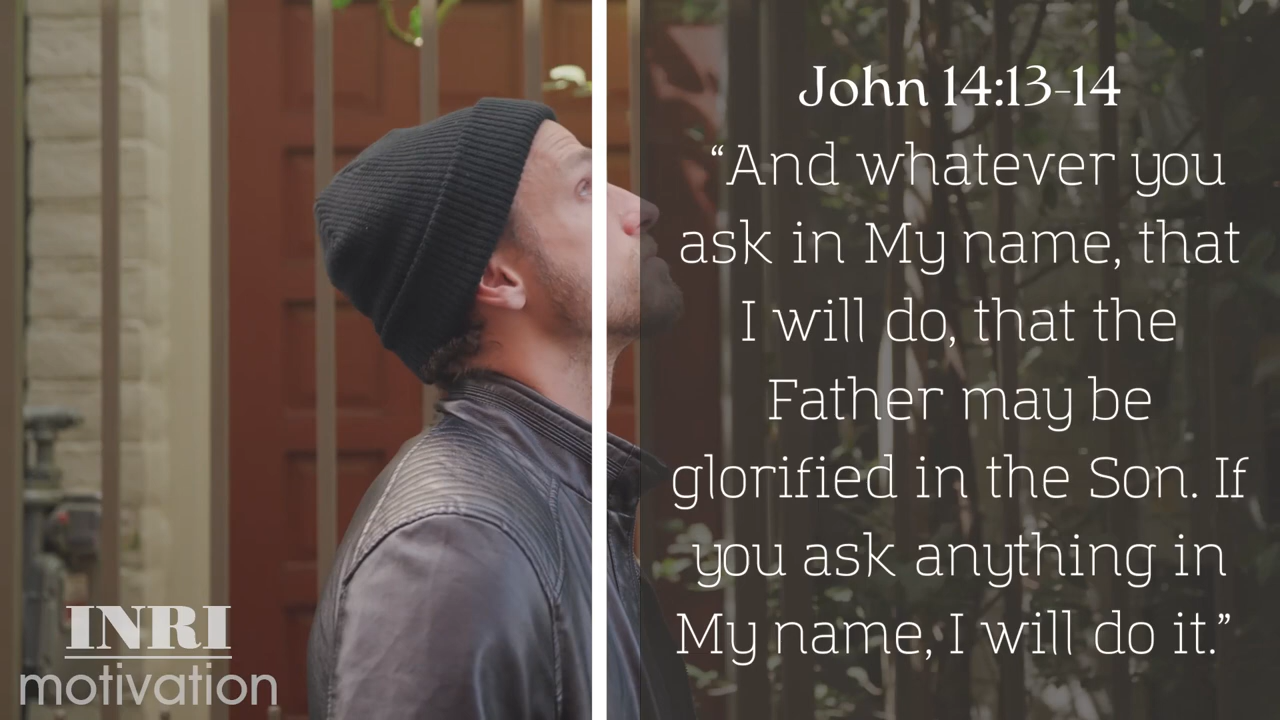 John 14:13-14
“And whatever you
ask in My name, that
I will do, that the
Father may be
glorified in the Son. If
you ask anything in
My name, I will do it.”
INRI
motivation